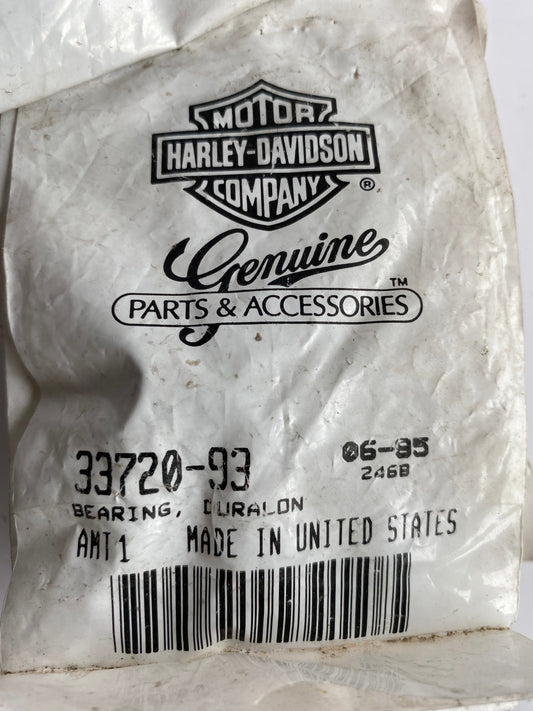 MOTOR
HARLEY-DAVIDSON
COMPANY ®
Genuine
PARTS & ACCESSORIES ™
33720-93 06-95
246B
BEARING, DURALON
AMT1 MADE IN UNITED STATES